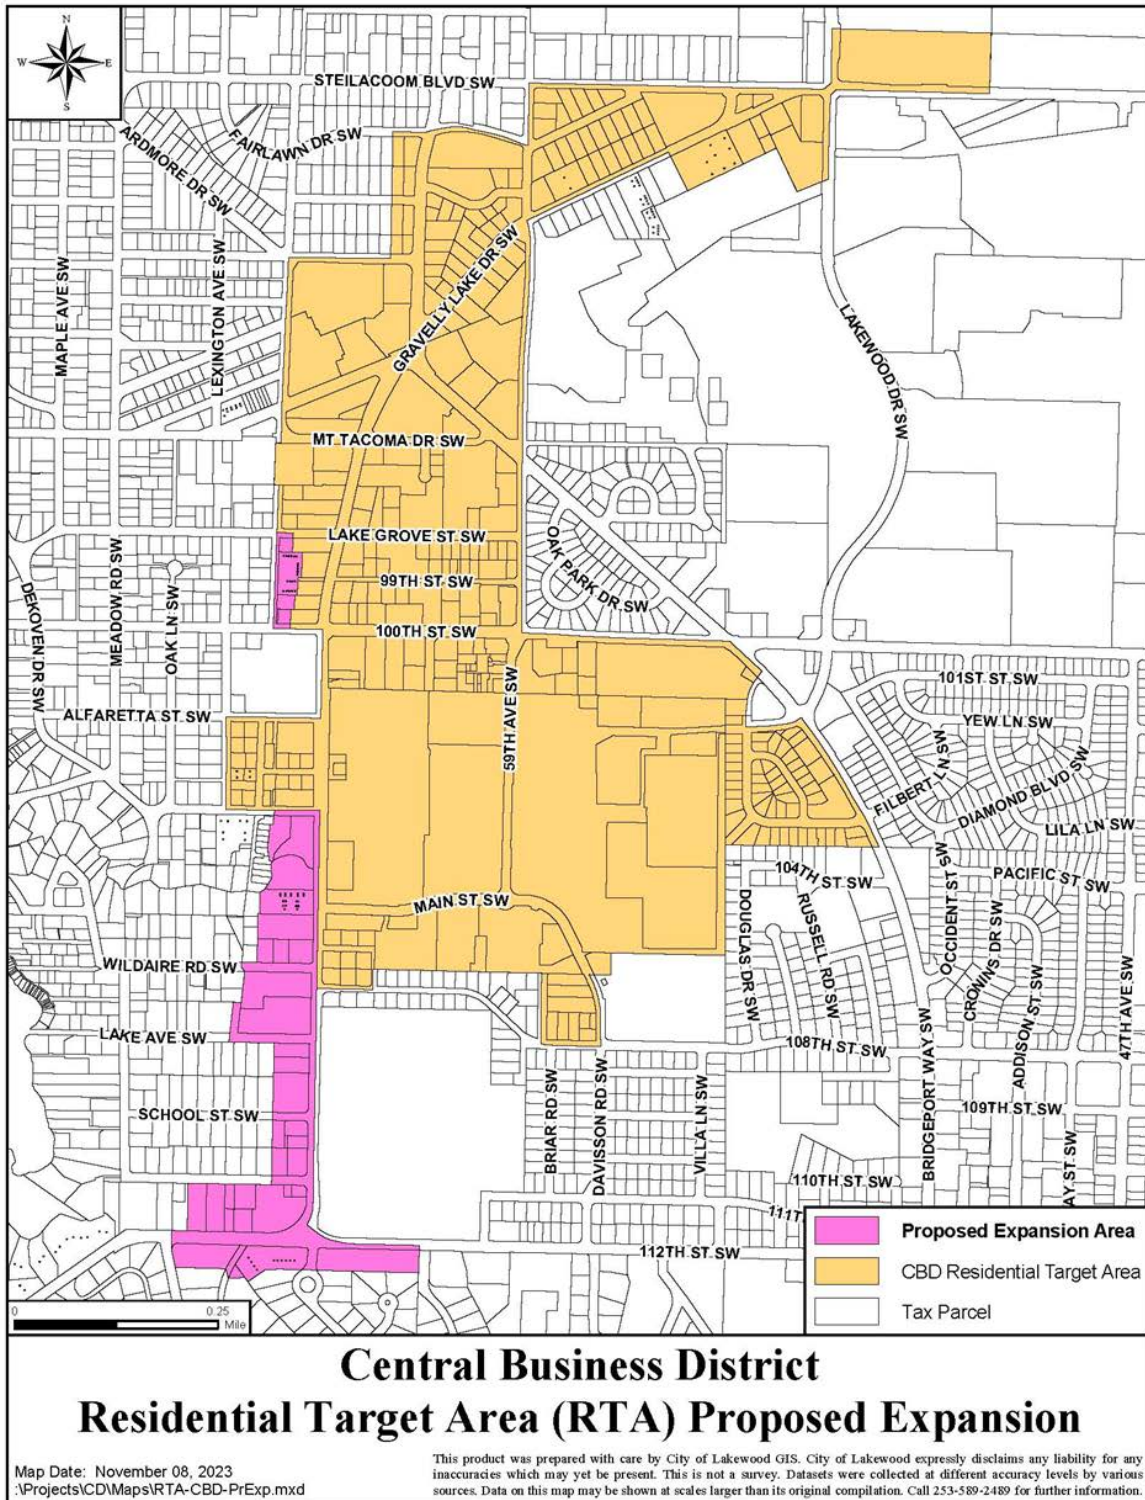 N
W E
S
STEILACOOM BLVD SW
FAIRLAWN DR SW
ARDMORE DR SW
GRAVELLY LAKE DR SW
MAPLE AVE SW
LEXINGTON AVE SW
LAKEWOOD DR SW
MT TACOMA DR SW
LAKE GROVE ST SW
OAK PARK DR SW
99TH ST SW
100TH ST SW
DEKOVEN DR SW
MEADOW RD SW
OAK LN SW
59TH AVE SW
101ST ST SW
ALFARETTA ST SW
YEW LN SW
FILBERT LN SW
DIAMOND BLVD SW
LILA LN SW
104TH ST SW
PACIFIC ST SW
MAIN ST SW
DOUGLAS DR SW
RUSSELL RD SW
OCCIDENT ST SW
CRONINS DR SW
ADDISON ST SW
47TH AVE SW
WILDAIRE RD SW
LAKE AVE SW
108TH ST SW
BRIDGEPORT WAY SW
SCHOOL ST SW
109TH ST SW
BRIAR RD SW
DAVISSON RD SW
VILLA LN SW
110TH ST SW
AY ST SW
111T
112TH ST SW
Proposed Expansion Area
CBD Residential Target Area
Tax Parcel
0 0.25
Mile
Central Business District
Residential Target Area (RTA) Proposed Expansion
Map Date: November 08, 2023
:\Projects\CD\Maps\RTA-CBD-PrExp.mxd
This product was prepared with care by City of Lakewood GIS. City of Lakewood expressly disclaims any liability for any
inaccuracies which may yet be present. This is not a survey. Datasets were collected at different accuracy levels by various
sources. Data on this map may be shown at scales larger than its original compilation. Call 253-589-2489 for further information.